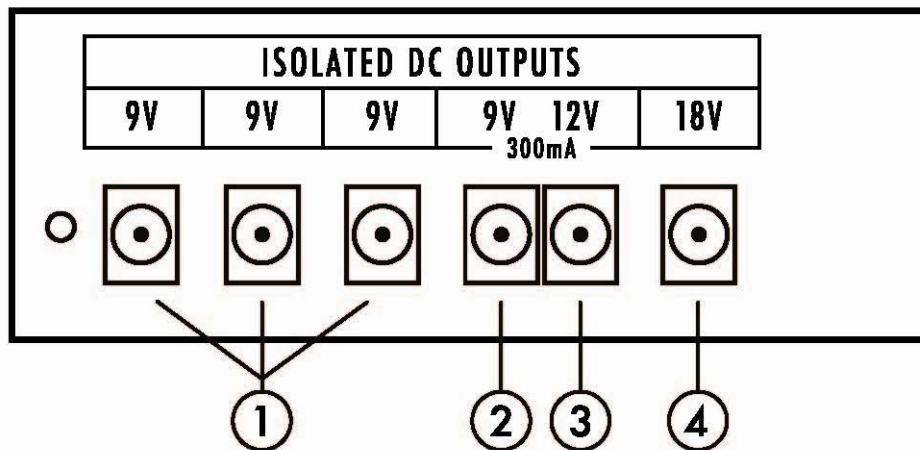 ISOLATED DC OUTPUTS
9V 9V 9V 9V 12V 18V
300mA
1 2 3 4